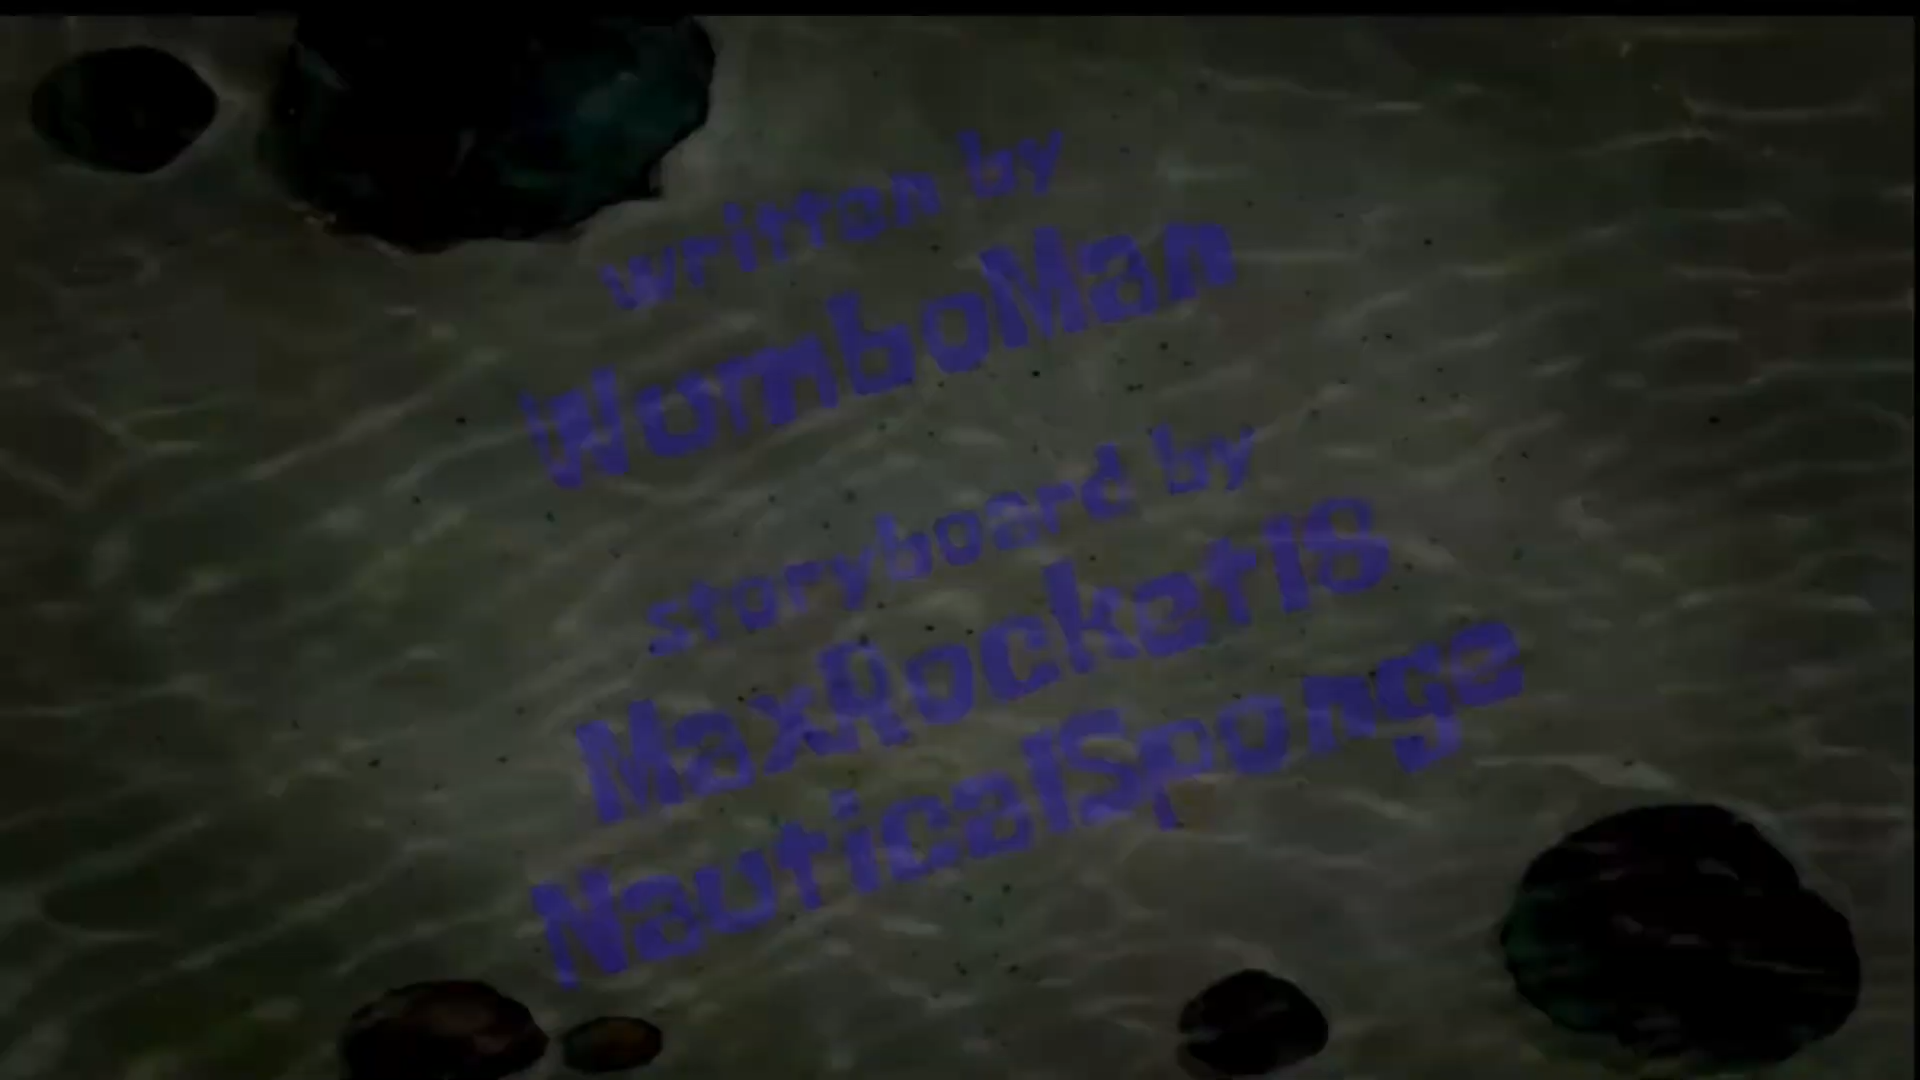 written by
WomboMan
storyboard by
MaxRocket18
NauticalSponge